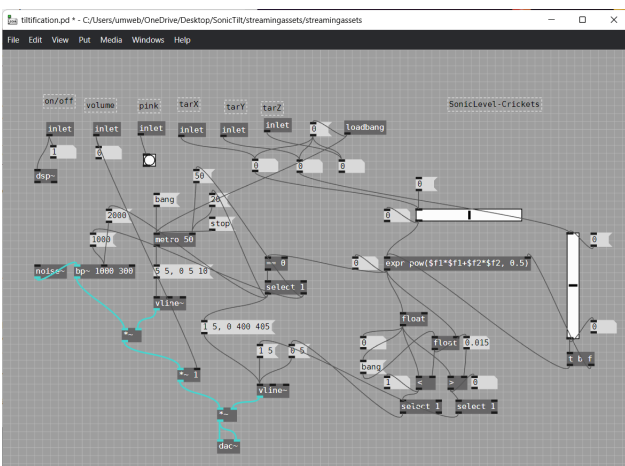 tiltification.pd * - C:/Users/umweb/OneDrive/Desktop/SonicTilt/streamingassets/streamingassets
File Edit View Put Media Windows Help
on/off volume pink tarX tarY tarZ SonicLevel-Crickets
inlet inlet inlet inlet inlet inlet 0 loadbang
1 0 0 0 0
dsp~ 50 0
bang 20
2000 stop 0
1000 metro 50 0
noise~ bp~ 1000 300 5 5, 0 5 10 == 0 0 expr pow($f1*$f1+$f2*$f2, 0.5)
select 1
vline~
1 5, 0 400 405 float
*~ 1 5 0 5 0 float 0.015 0
bang t b f
*~ 1 vline~ 1 < > 0
*~ select 1 select 1
dac~